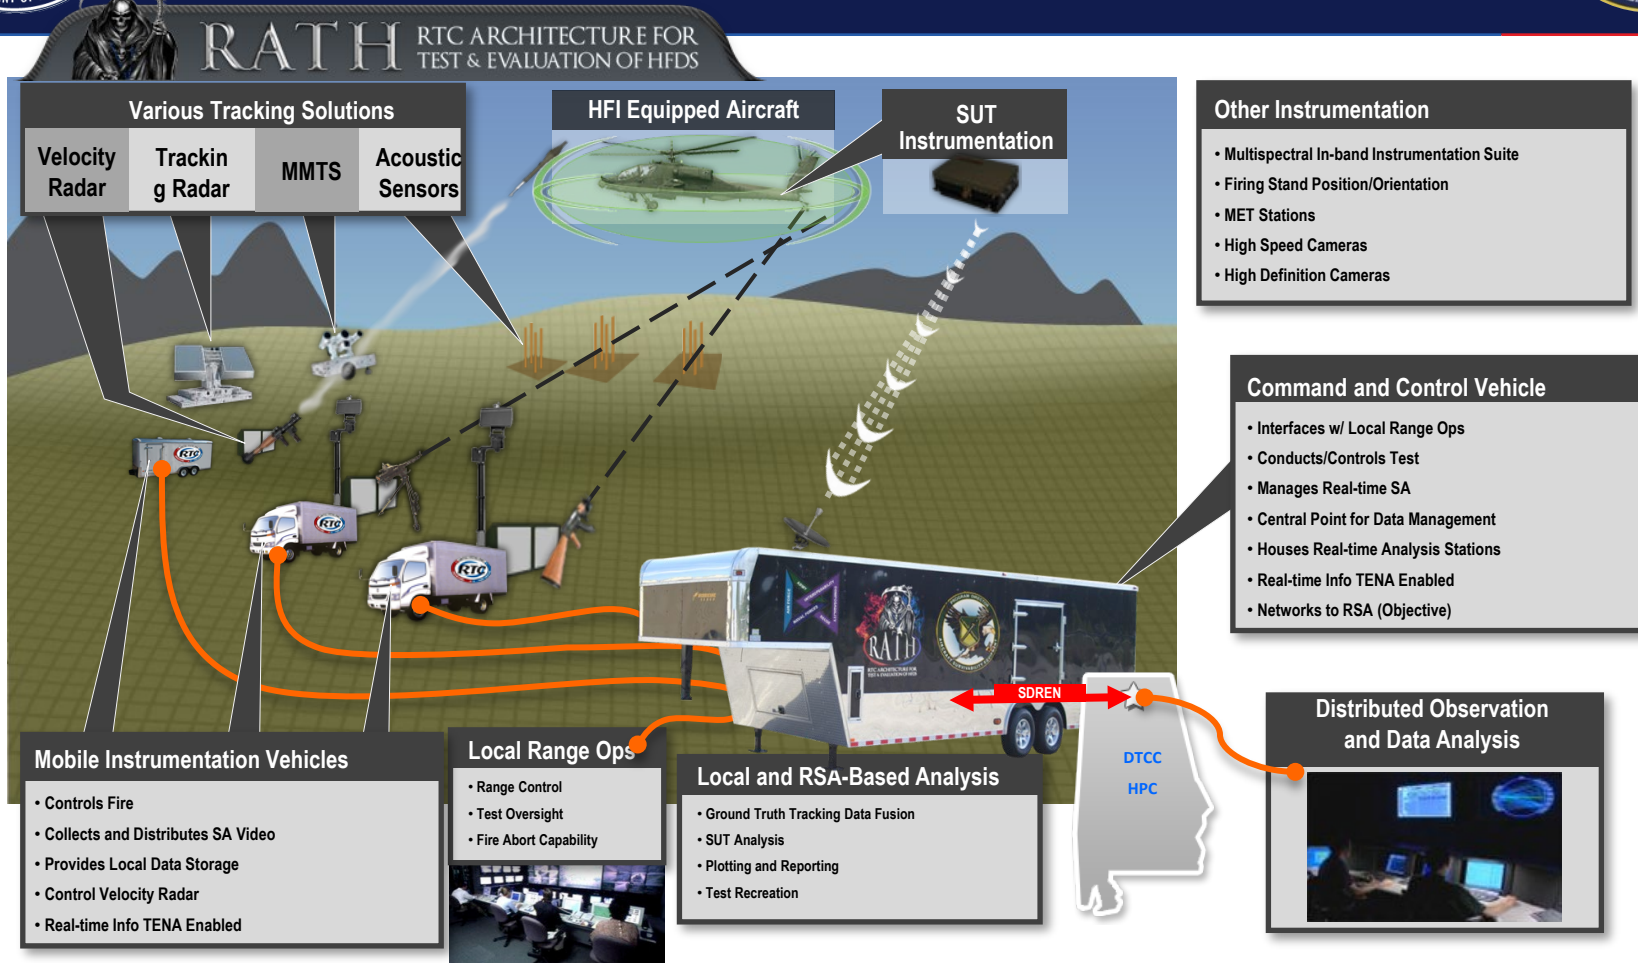 RATH
RTC ARCHITECTURE FOR
TEST & EVALUATION OF HFDS
Various Tracking Solutions
Velocity
Radar
Trackin
g Radar
MMTS
Acoustic
Sensors
HFI Equipped Aircraft
SUT
Instrumentation
Other Instrumentation
• Multispectral In-band Instrumentation Suite
• Firing Stand Position/Orientation
• MET Stations
• High Speed Cameras
• High Definition Cameras
Command and Control Vehicle
• Interfaces w/ Local Range Ops
• Conducts/Controls Test
• Manages Real-time SA
• Central Point for Data Management
• Houses Real-time Analysis Stations
• Real-time Info TENA Enabled
• Networks to RSA (Objective)
RTC
RTC
RTC
RATH
RTC ARCHITECTURE FOR
TEST & EVALUATION OF HFDS
SDREN
DTCC
HPC
Mobile Instrumentation Vehicles
• Controls Fire
• Collects and Distributes SA Video
• Provides Local Data Storage
• Control Velocity Radar
• Real-time Info TENA Enabled
Local Range Ops
• Range Control
• Test Oversight
• Fire Abort Capability
Local and RSA-Based Analysis
• Ground Truth Tracking Data Fusion
• SUT Analysis
• Plotting and Reporting
• Test Recreation
Distributed Observation
and Data Analysis